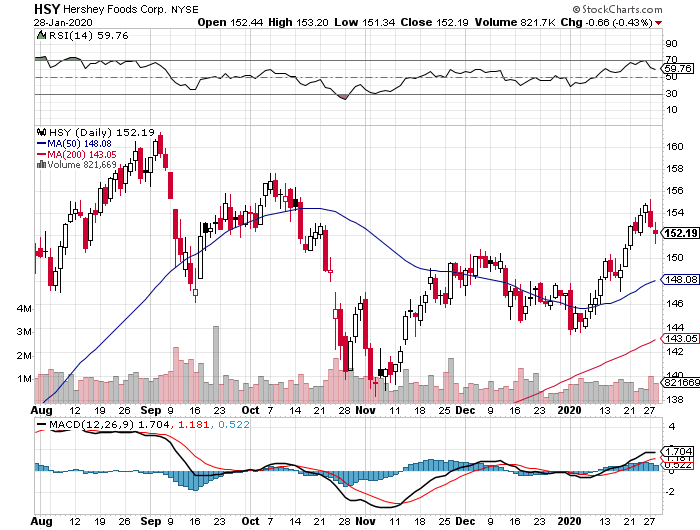 HSY Hershey Foods Corp. NYSE
© StockCharts.com
28-Jan-2020
Open 152.44 High 153.20 Low 151.34 Close 152.19 Volume 821.7K Chg -0.66 (-0.43%)
RSI(14) 59.76
90
70
59.76
50
30
10
HSY (Daily) 152.19
MA(50) 148.08
MA(200) 143.05
Volume 821,669
160
158
156
154
152.19
150
148.08
146
144
143.05
140
138
821669
4M
3M
2M
1M
Aug 12 19 26 Sep 9 16 23 Oct 7 14 21 28 Nov 11 18 25 Dec 9 16 23 2020 13 21 27
MACD(12,26,9) 1.704, 1.181, 0.522
4
1.704
1.181
0.522
0
-2
Aug 12 19 26 Sep 9 16 23 Oct 7 14 21 28 Nov 11 18 25 Dec 9 16 23 2020 13 21 27